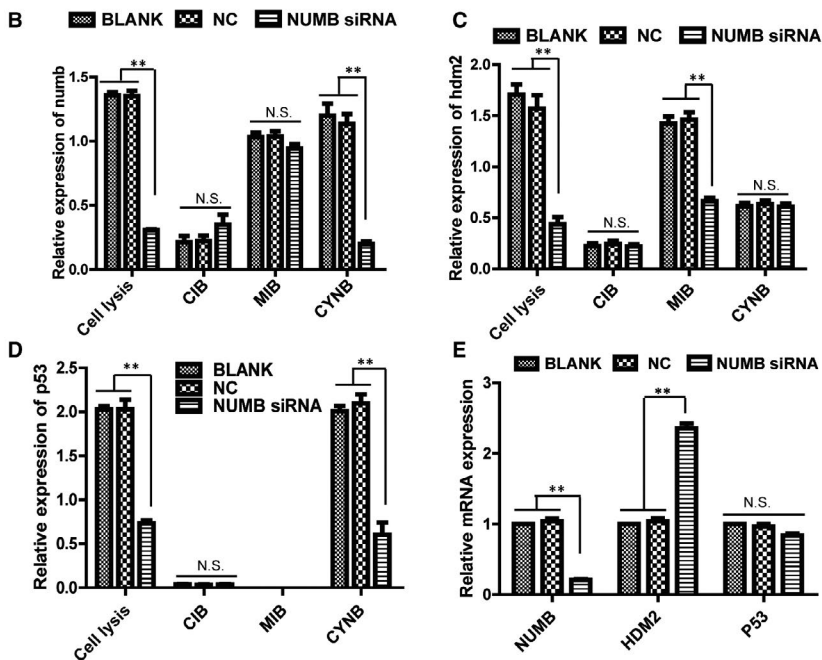 B
BLANK NC NUMB siRNA
Relative expression of numb
1.5
1.0
0.5
0.0
**
N.S.
N.S.
**
Cell lysis CIB MIB CYNB
C
BLANK NC NUMB siRNA
Relative expression of hdm2
2.0
1.5
1.0
0.5
0.0
**
N.S.
**
N.S.
Cell lysis CIB MIB CYNB
D
BLANK
NC
NUMB siRNA
Relative expression of p53
2.5
2.0
1.5
1.0
0.5
0.0
**
N.S.
**
Cell lysis CIB MIB CYNB
E
BLANK NC NUMB siRNA
Relative mRNA expression
3
2
1
0
**
**
N.S.
NUMB HDM2 P53